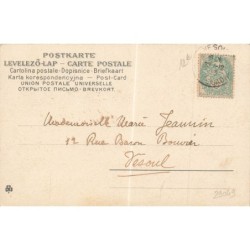 POSTKARTE
LEVELEZŐ-LAP - CARTE POSTALE
Cartolina postale - Dopisnice - Briefkaart
Karta korespondencyjna - Post-Card
UNION POSTALE UNIVERSELLE
ОТКРЫТОЕ ПИСЬМО - BREVKORT
Mademoiselle Marie Jeannin
Rue Baron Bouvier
Vesoul